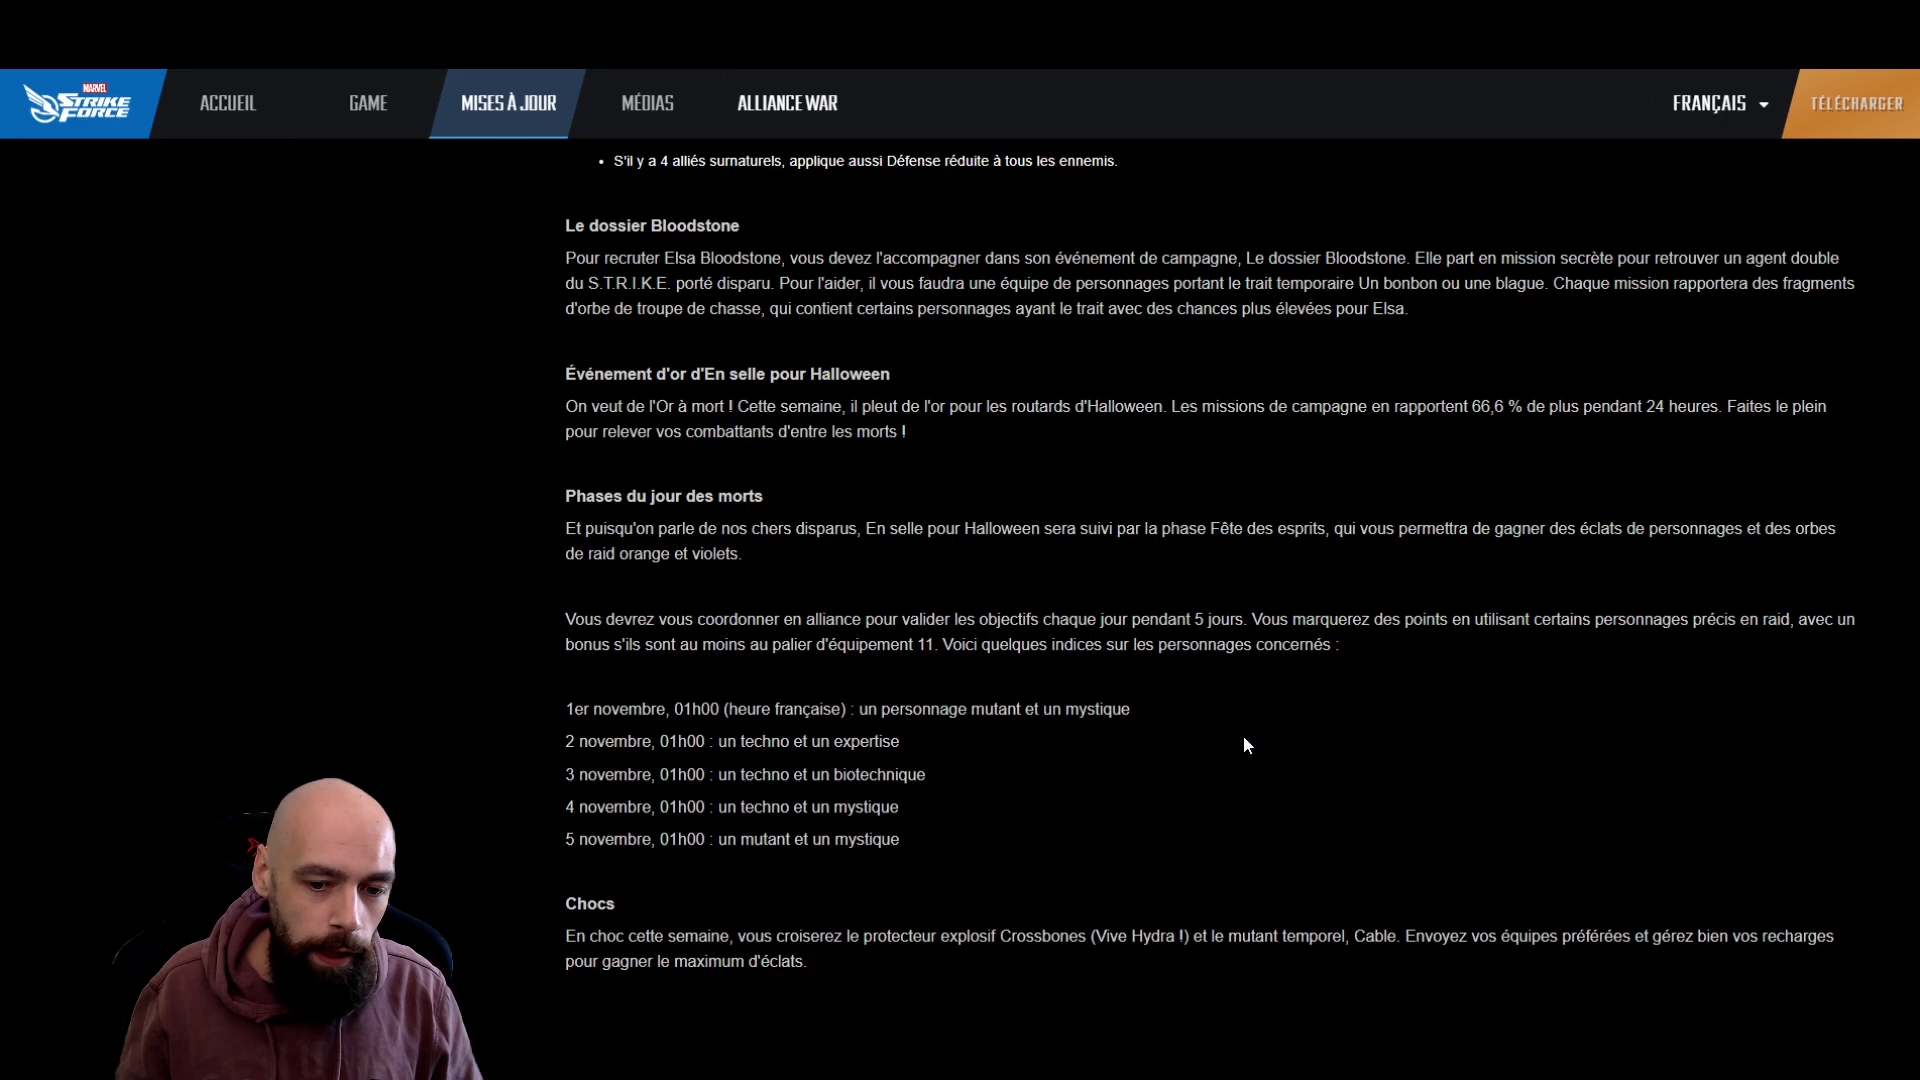 MARVEL
STRIKE
FORCE
ACCUEIL
GAME
MISES À JOUR
MÉDIAS
ALLIANCE WAR
FRANÇAIS
TÉLÉCHARGER
• S'il y a 4 alliés surnaturels, applique aussi Défense réduite à tous les ennemis.
Le dossier Bloodstone
Pour recruter Elsa Bloodstone, vous devez l'accompagner dans son événement de campagne, Le dossier Bloodstone. Elle part en mission secrète pour retrouver un agent double
du S.T.R.I.K.E. porté disparu. Pour l'aider, il vous faudra une équipe de personnages portant le trait temporaire Un bonbon ou une blague. Chaque mission rapportera des fragments
d'orbe de troupe de chasse, qui contient certains personnages ayant le trait avec des chances plus élevées pour Elsa.
Événement d'or d'En selle pour Halloween
On veut de l'Or à mort ! Cette semaine, il pleut de l'or pour les routards d'Halloween. Les missions de campagne en rapportent 66,6 % de plus pendant 24 heures. Faites le plein
pour relever vos combattants d'entre les morts !
Phases du jour des morts
Et puisqu'on parle de nos chers disparus, En selle pour Halloween sera suivi par la phase Fête des esprits, qui vous permettra de gagner des éclats de personnages et des orbes
de raid orange et violets.
Vous devrez vous coordonner en alliance pour valider les objectifs chaque jour pendant 5 jours. Vous marquerez des points en utilisant certains personnages précis en raid, avec un
bonus s'ils sont au moins au palier d'équipement 11. Voici quelques indices sur les personnages concernés :
1er novembre, 01h00 (heure française) : un personnage mutant et un mystique
2 novembre, 01h00 : un techno et un expertise
3 novembre, 01h00 : un techno et un biotechnique
4 novembre, 01h00 : un techno et un mystique
5 novembre, 01h00 : un mutant et un mystique
Chocs
En choc cette semaine, vous croiserez le protecteur explosif Crossbones (Vive Hydra !) et le mutant temporel, Cable. Envoyez vos équipes préférées et gérez bien vos recharges
pour gagner le maximum d'éclats.